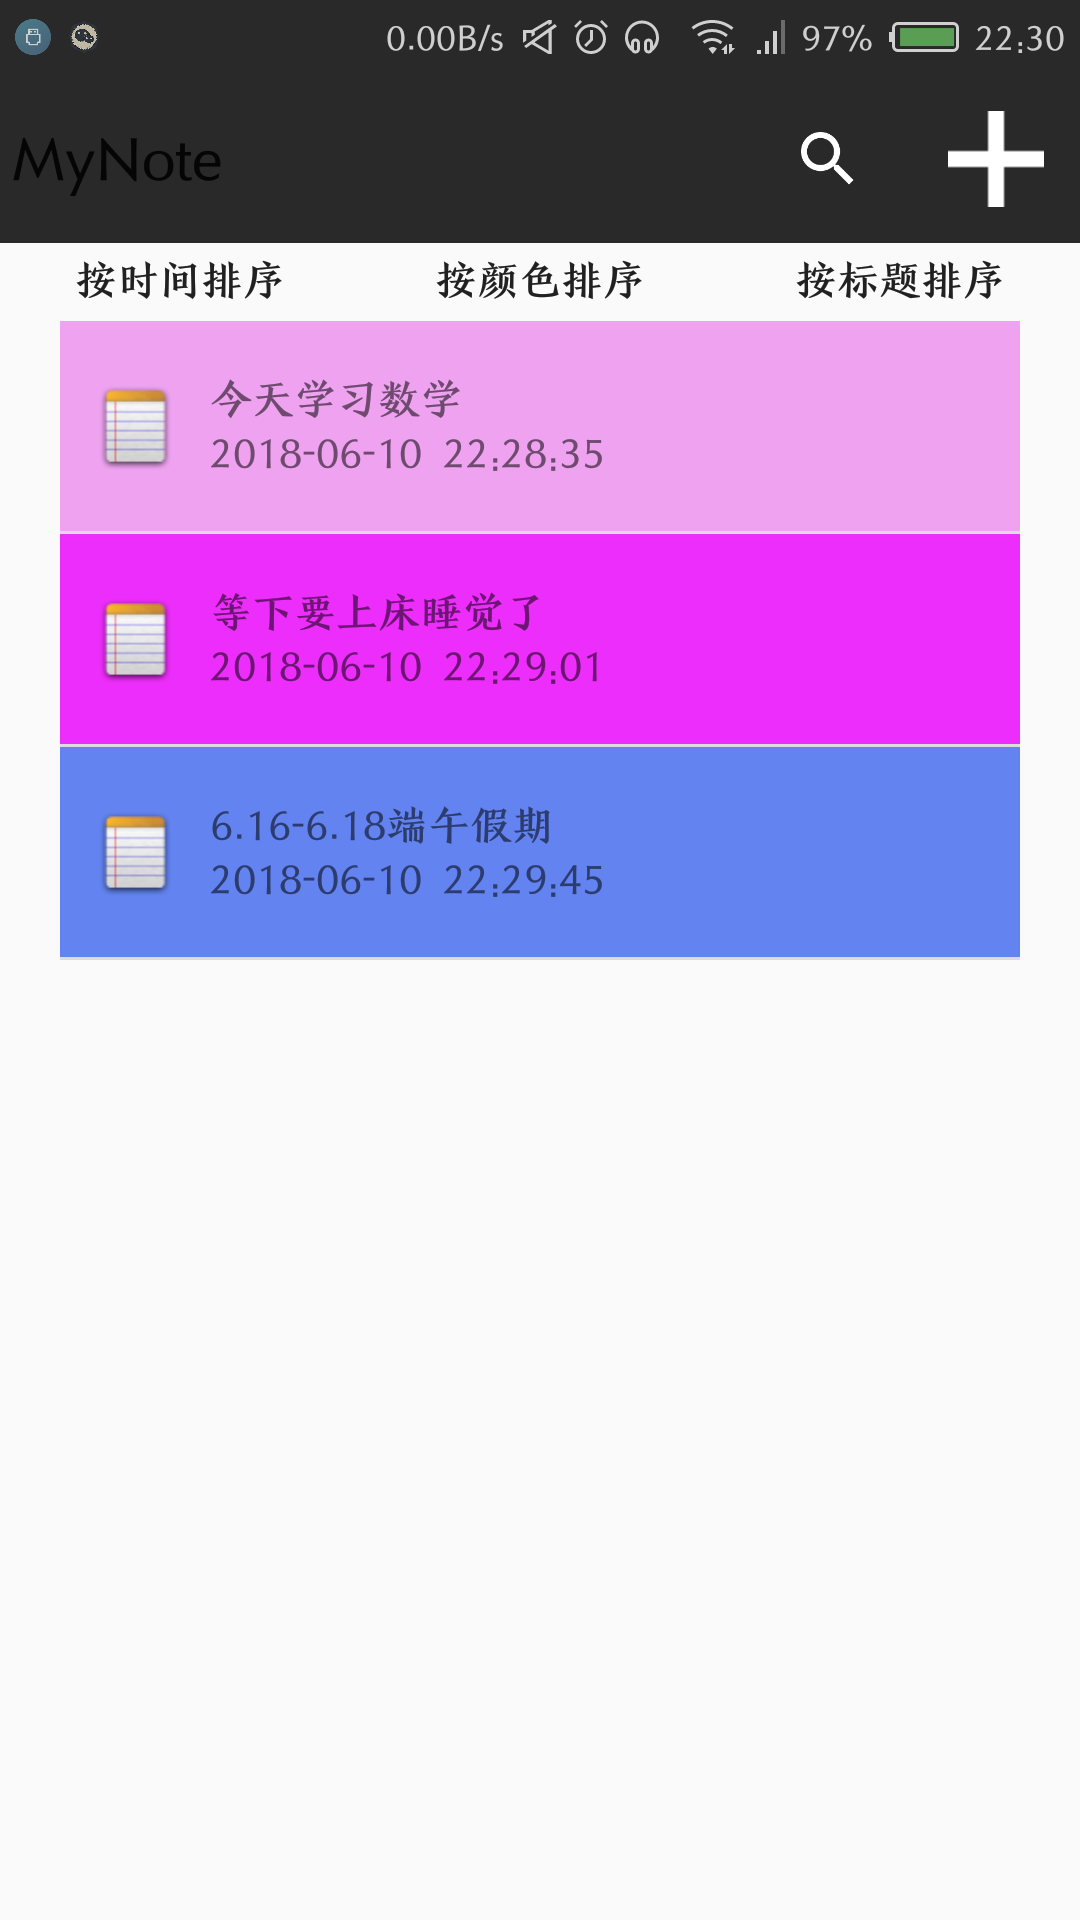 0.00B/s 97% 22:30
MyNote
按时间排序 按颜色排序 按标题排序
今天学习数学
2018-06-10 22:28:35
等下要上床睡觉了
2018-06-10 22:29:01
6.16-6.18端午假期
2018-06-10 22:29:45